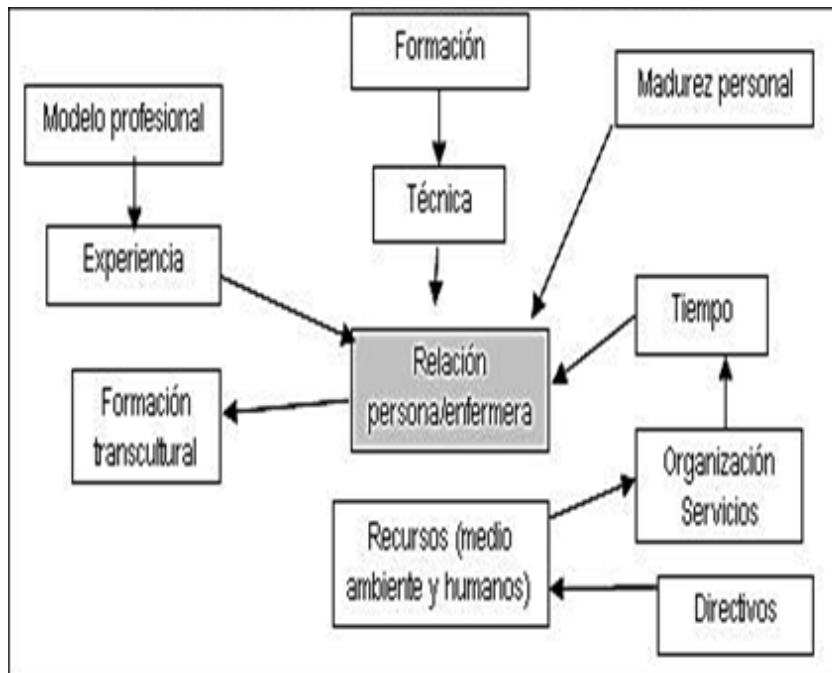 Formación
Madurez personal
Modelo profesional
Técnica
Experiencia
Tiempo
Relación
persona/enfermera
Formación
transcultural
Organización
Servicios
Recursos (medio
ambiente y humanos)
Directivos